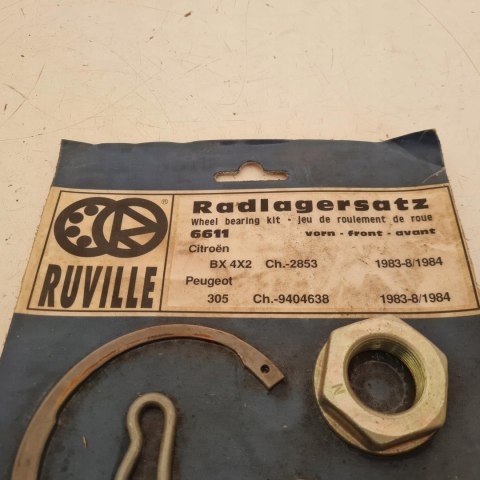 Radlagersatz
Wheel bearing kit - jeu de roulement de roue
6611 vorn - front - avant
Citroën
BX 4X2 Ch.-2853 1983-8/1984
Peugeot
305 Ch.-9404638 1983-8/1984
R ®
RUVILLE
N